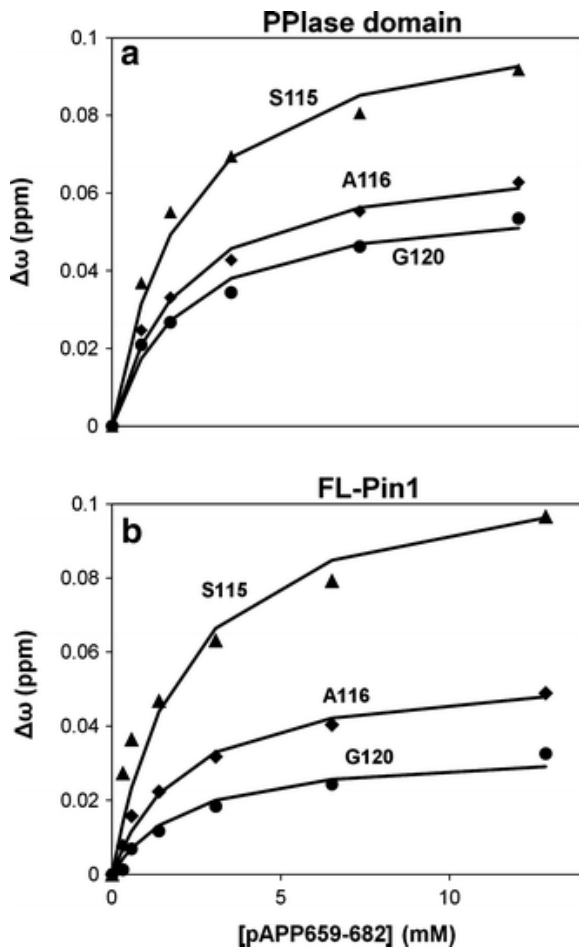 PPIase domain
a
0.1
0.08
0.06
0.04
0.02
0
Δω (ppm)
S115
A116
G120
FL-Pin1
b
0.1
0.08
0.06
0.04
0.02
0
Δω (ppm)
S115
A116
G120
0
5
10
[pAPP659-682] (mM)